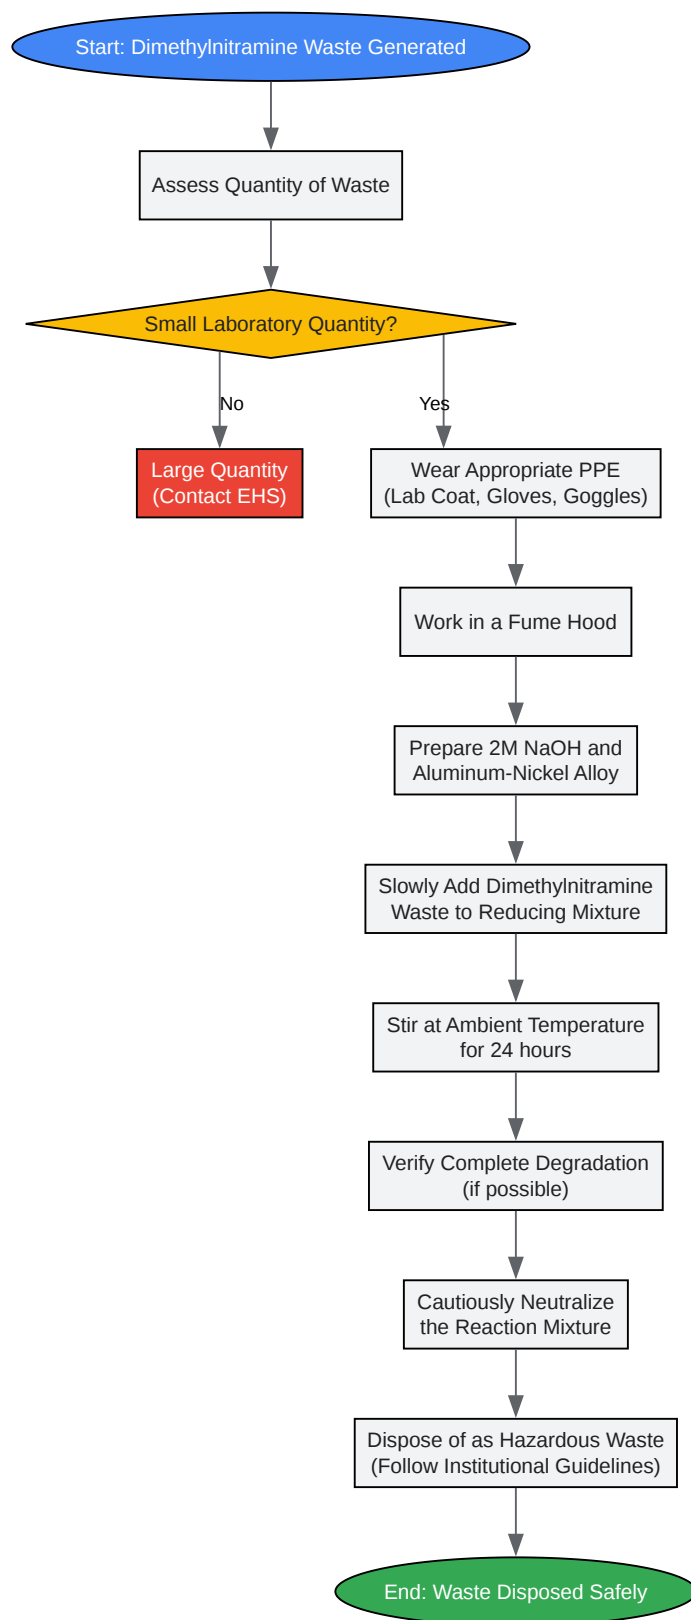 Start: Dimethylnitramine Waste Generated
Assess Quantity of Waste
Small Laboratory Quantity?
No
Yes
Large Quantity
(Contact EHS)
Wear Appropriate PPE
(Lab Coat, Gloves, Goggles)
Work in a Fume Hood
Prepare 2M NaOH and
Aluminum-Nickel Alloy
Slowly Add Dimethylnitramine
Waste to Reducing Mixture
Stir at Ambient Temperature
for 24 hours
Verify Complete Degradation
(if possible)
Cautiously Neutralize
the Reaction Mixture
Dispose of as Hazardous Waste
(Follow Institutional Guidelines)
End: Waste Disposed Safely